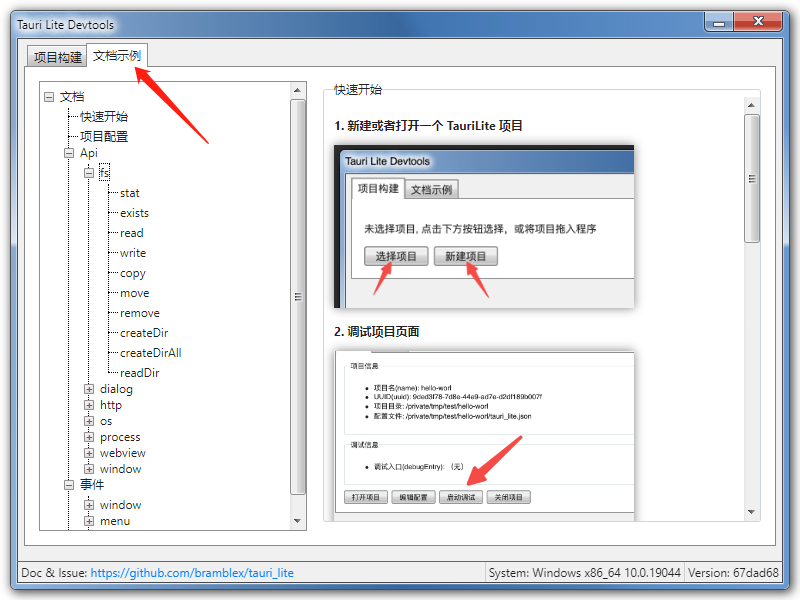 Tauri Lite Devtools
项目构建
文档示例
文档
快速开始
项目配置
Api
fs
stat
exists
read
write
copy
move
remove
createDir
createDirAll
readDir
dialog
http
os
process
webview
window
事件
window
menu
快速开始
1. 新建或者打开一个 TauriLite 项目
Tauri Lite Devtools
项目构建
文档示例
未选择项目, 点击下方按钮选择，或将项目拖入程序
选择项目
新建项目
2. 调试项目页面
项目信息
项目名(name): hello-worl
UUID(uuid): 9ded3f78-7d8e-44e9-ad7e-d2df189b007f
项目目录: /private/tmp/test/hello-worl
配置文件: /private/tmp/test/hello-worl/tauri_lite.json
调试信息
调试入口(debugEntry): （无）
打开项目
编辑配置
启动调试
关闭项目
Doc & Issue: https://github.com/bramblex/tauri_lite
System: Windows x86_64 10.0.19044
Version: 67dad68